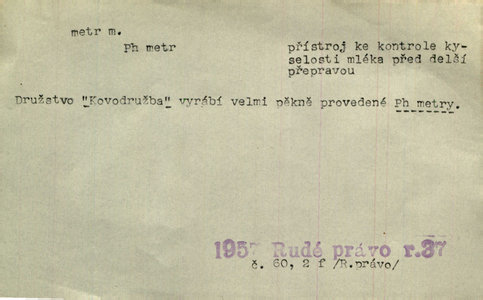 metr m.
Ph metr
přístroj ke kontrole ky-
selosti mléka před delší
přepravou
Družstvo "Kovodružba" vyrábí velmi pěkně provedené Ph metry.
1957 Rudé právo r.37
č. 60, 2 f /R.právo/